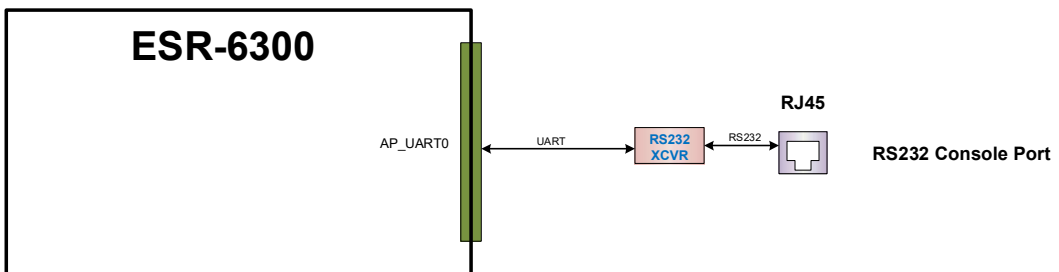 ESR-6300
RJ45
AP_UART0
UART
RS232
XCVR
RS232
RS232 Console Port